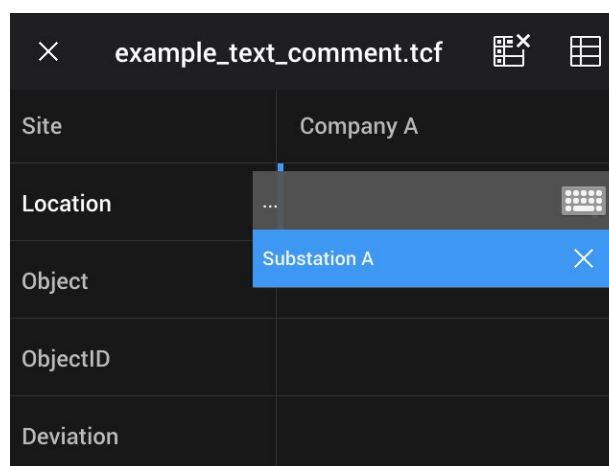 example_text_comment.tcf
Site Company A
Location ...
Substation A
Object
ObjectID
Deviation